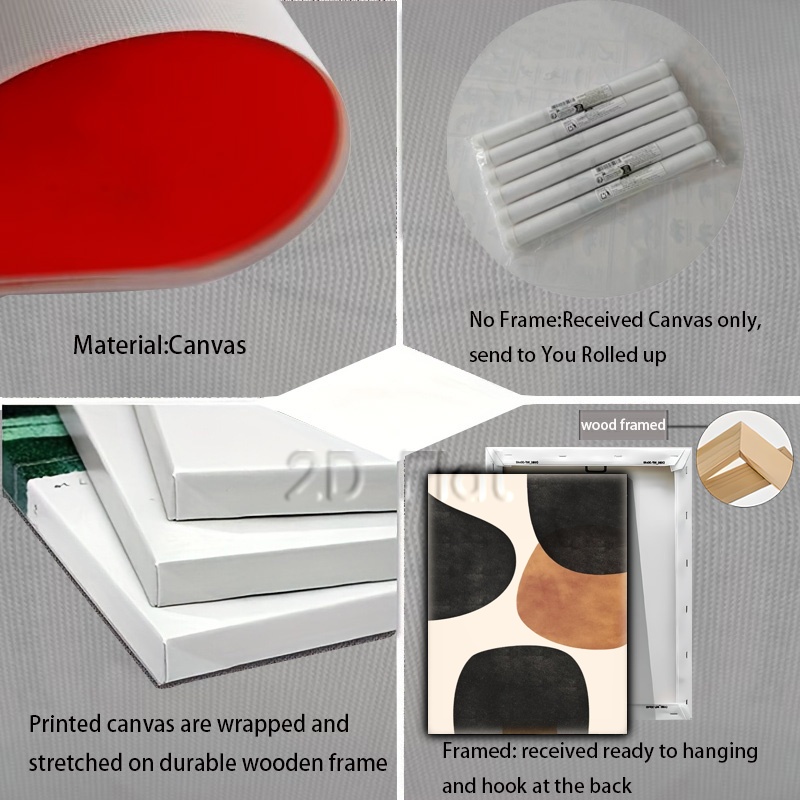 Material:Canvas
No Frame:Received Canvas only,
send to You Rolled up
wood framed
2D Flat
Printed canvas are wrapped and
stretched on durable wooden frame
Framed: received ready to hanging
and hook at the back